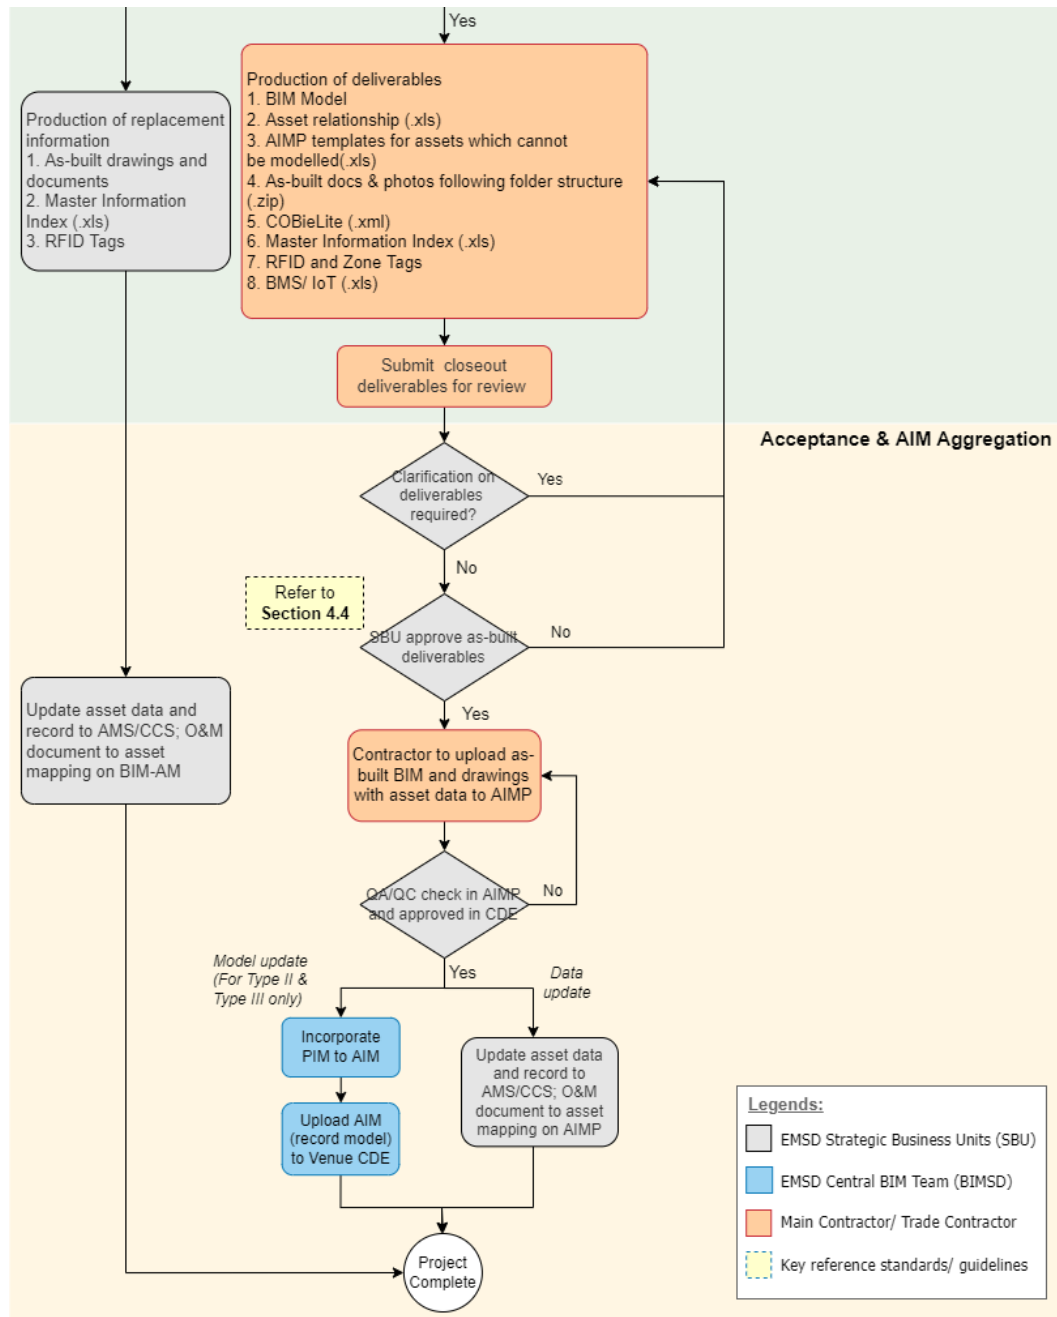 Yes
Production of deliverables
1. BIM Model
2. Asset relationship (.xls)
3. AIMP templates for assets which cannot
be modelled(.xls)
4. As-built docs & photos following folder structure
(.zip)
5. COBieLite (.xml)
6. Master Information Index (.xls)
7. RFID and Zone Tags
8. BMS/ IoT (.xls)
Production of replacement
information
1. As-built drawings and
documents
2. Master Information
Index (.xls)
3. RFID Tags
Submit closeout
deliverables for review
Acceptance & AIM Aggregation
Clarification on
deliverables
required?
Yes
No
Refer to
Section 4.4
SBU approve as-built
deliverables
No
Yes
Update asset data and
record to AMS/CCS; O&M
document to asset
mapping on BIM-AM
Contractor to upload as-
built BIM and drawings
with asset data to AIMP
QA/QC check in AIMP
and approved in CDE
No
Yes
Model update
(For Type II &
Type III only)
Data
update
Incorporate
PIM to AIM
Upload AIM
(record model)
to Venue CDE
Update asset data
and record to
AMS/CCS; O&M
document to asset
mapping on AIMP
Project
Complete
Legends:
EMSD Strategic Business Units (SBU)
EMSD Central BIM Team (BIMSD)
Main Contractor/ Trade Contractor
Key reference standards/ guidelines